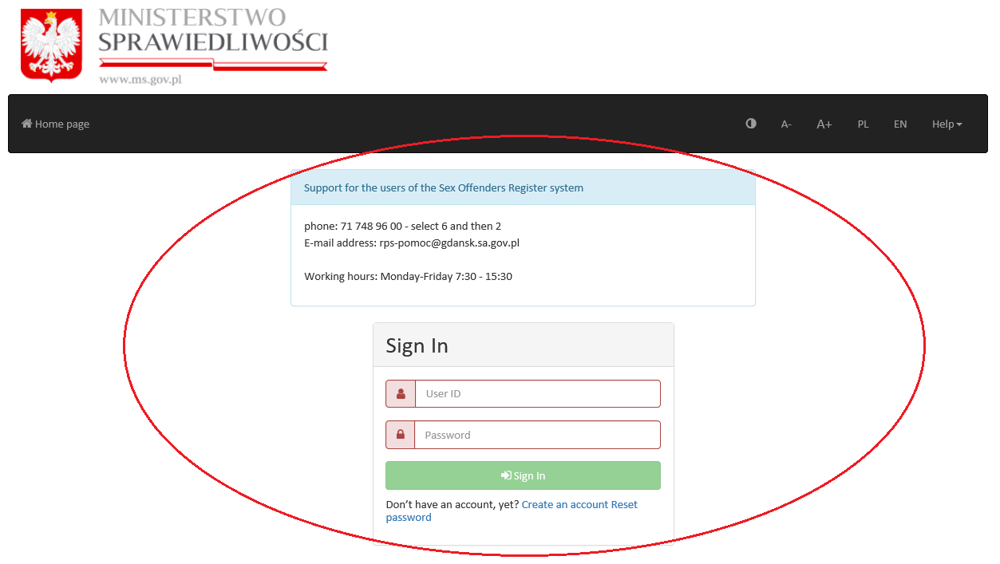 MINISTERSTWO
SPRAWIEDLIWOŚCI
www.ms.gov.pl
Home page A- A+ PL EN Help
Support for the users of the Sex Offenders Register system
phone: 71 748 96 00 - select 6 and then 2
E-mail address: rps-pomoc@gdansk.sa.gov.pl
Working hours: Monday-Friday 7:30 - 15:30
Sign In
User ID
Password
Sign In
Don't have an account, yet? Create an account Reset
password